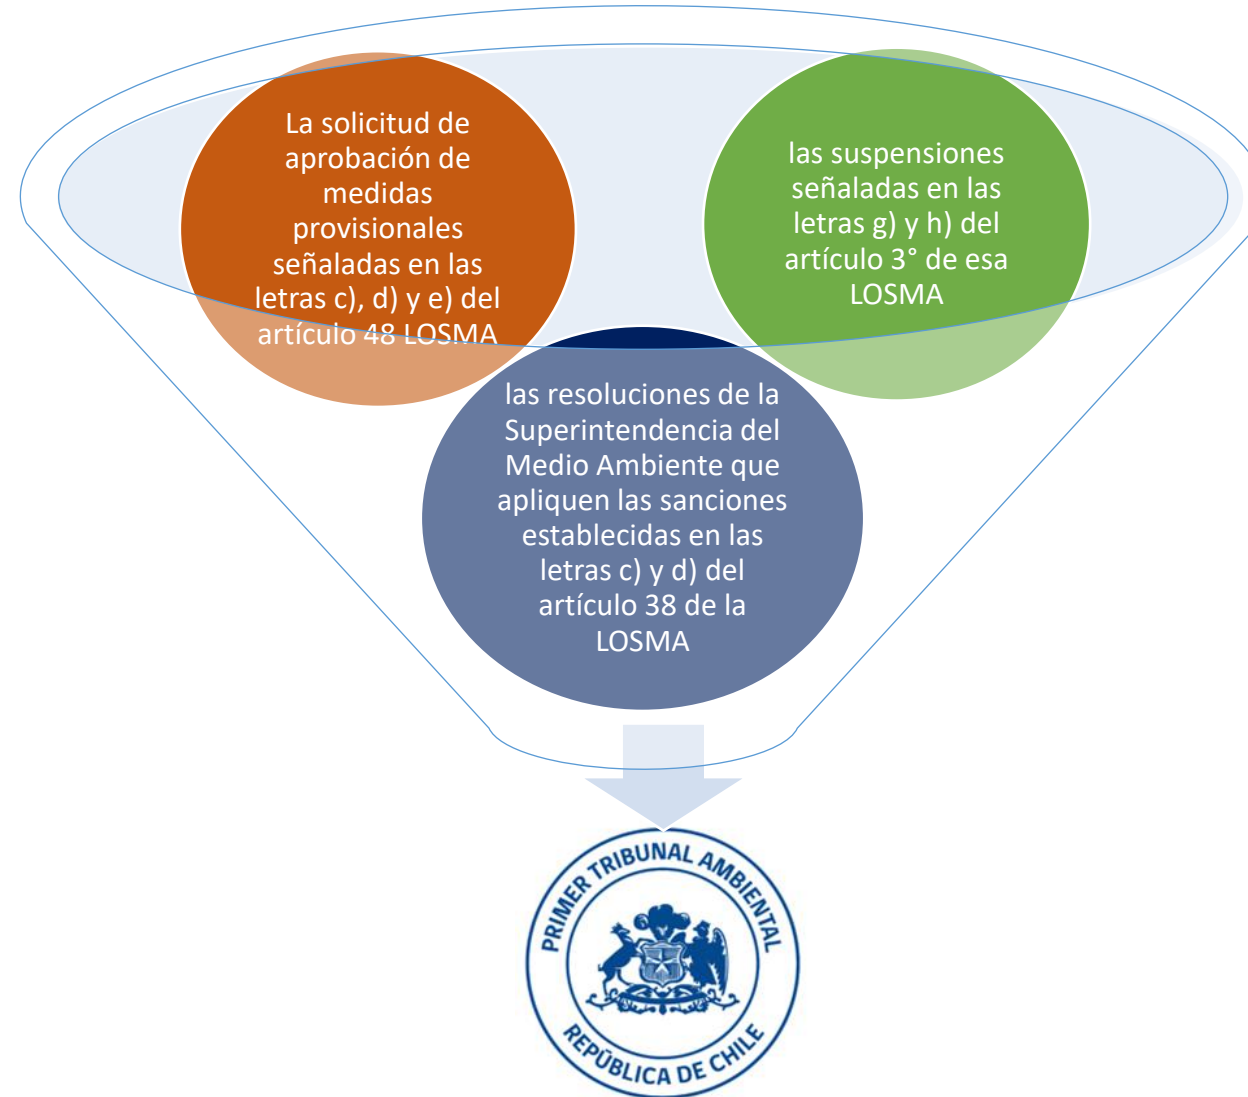 La solicitud de
aprobación de
medidas
provisionales
señaladas en las
letras c), d) y e) del
artículo 48 LOSMA
las suspensiones
señaladas en las
letras g) y h) del
artículo 3° de esa
LOSMA
las resoluciones de la
Superintendencia del
Medio Ambiente que
apliquen las sanciones
establecidas en las
letras c) y d) del
artículo 38 de la
LOSMA
PRIMER TRIBUNAL AMBIENTAL
REPÚBLICA DE CHILE